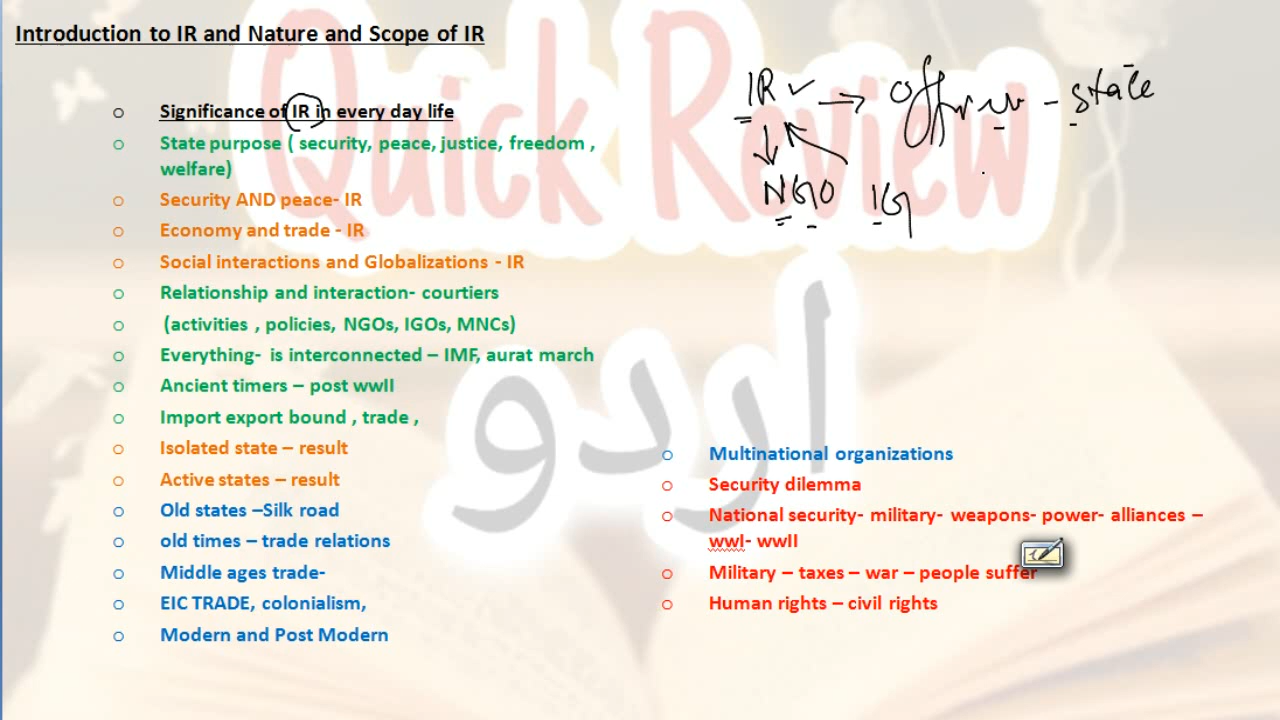 Introduction to IR and Nature and Scope of IR
Significance of IR in every day life
State purpose ( security, peace, justice, freedom ,
welfare)
Security AND peace- IR
Economy and trade - IR
Social interactions and Globalizations - IR
Relationship and interaction- courtiers
(activities , policies, NGOs, IGOs, MNCs)
Everything- is interconnected – IMF, aurat march
Ancient timers – post wwII
Import export bound , trade ,
Isolated state – result
Active states – result
Old states –Silk road
old times – trade relations
Middle ages trade-
EIC TRADE, colonialism,
Modern and Post Modern
IR → - state
NGO IG
Multinational organizations
Security dilemma
National security- military- weapons- power- alliances –
wwI- wwII
Military – taxes – war – people suffer
Human rights – civil rights
Quick Review
اردو